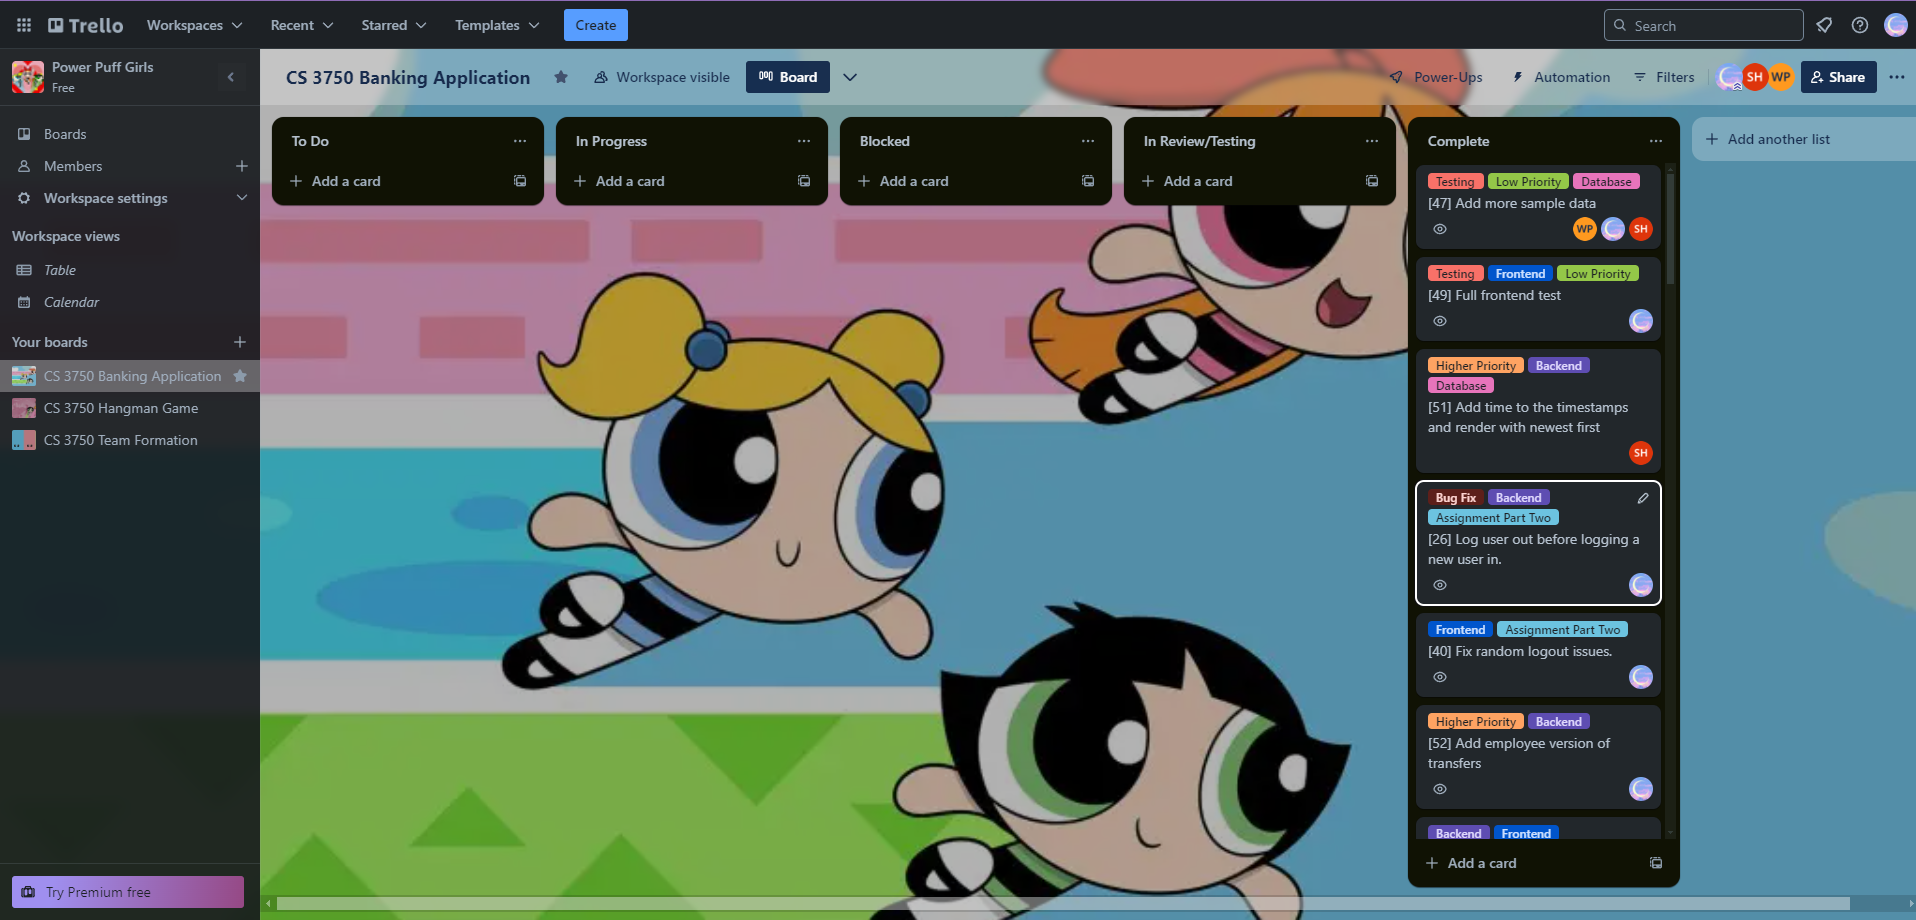 Trello
Workspaces
Recent
Starred
Templates
Create
Search
Power Puff Girls
Free
CS 3750 Banking Application
Workspace visible
Board
Power-Ups
Automation
Filters
SH
WP
Share
Boards
Members
Workspace settings
Workspace views
Table
Calendar
Your boards
CS 3750 Banking Application
CS 3750 Hangman Game
CS 3750 Team Formation
Try Premium free
To Do
Add a card
In Progress
Add a card
Blocked
Add a card
In Review/Testing
Add a card
Complete
Testing Low Priority Database
[47] Add more sample data
WP SH
Testing Frontend Low Priority
[49] Full frontend test
Higher Priority Backend
Database
[51] Add time to the timestamps
and render with newest first
SH
Bug Fix Backend
Assignment Part Two
[26] Log user out before logging a
new user in.
Frontend Assignment Part Two
[40] Fix random logout issues.
Higher Priority Backend
[52] Add employee version of
transfers
Backend Frontend
Add a card
Add another list